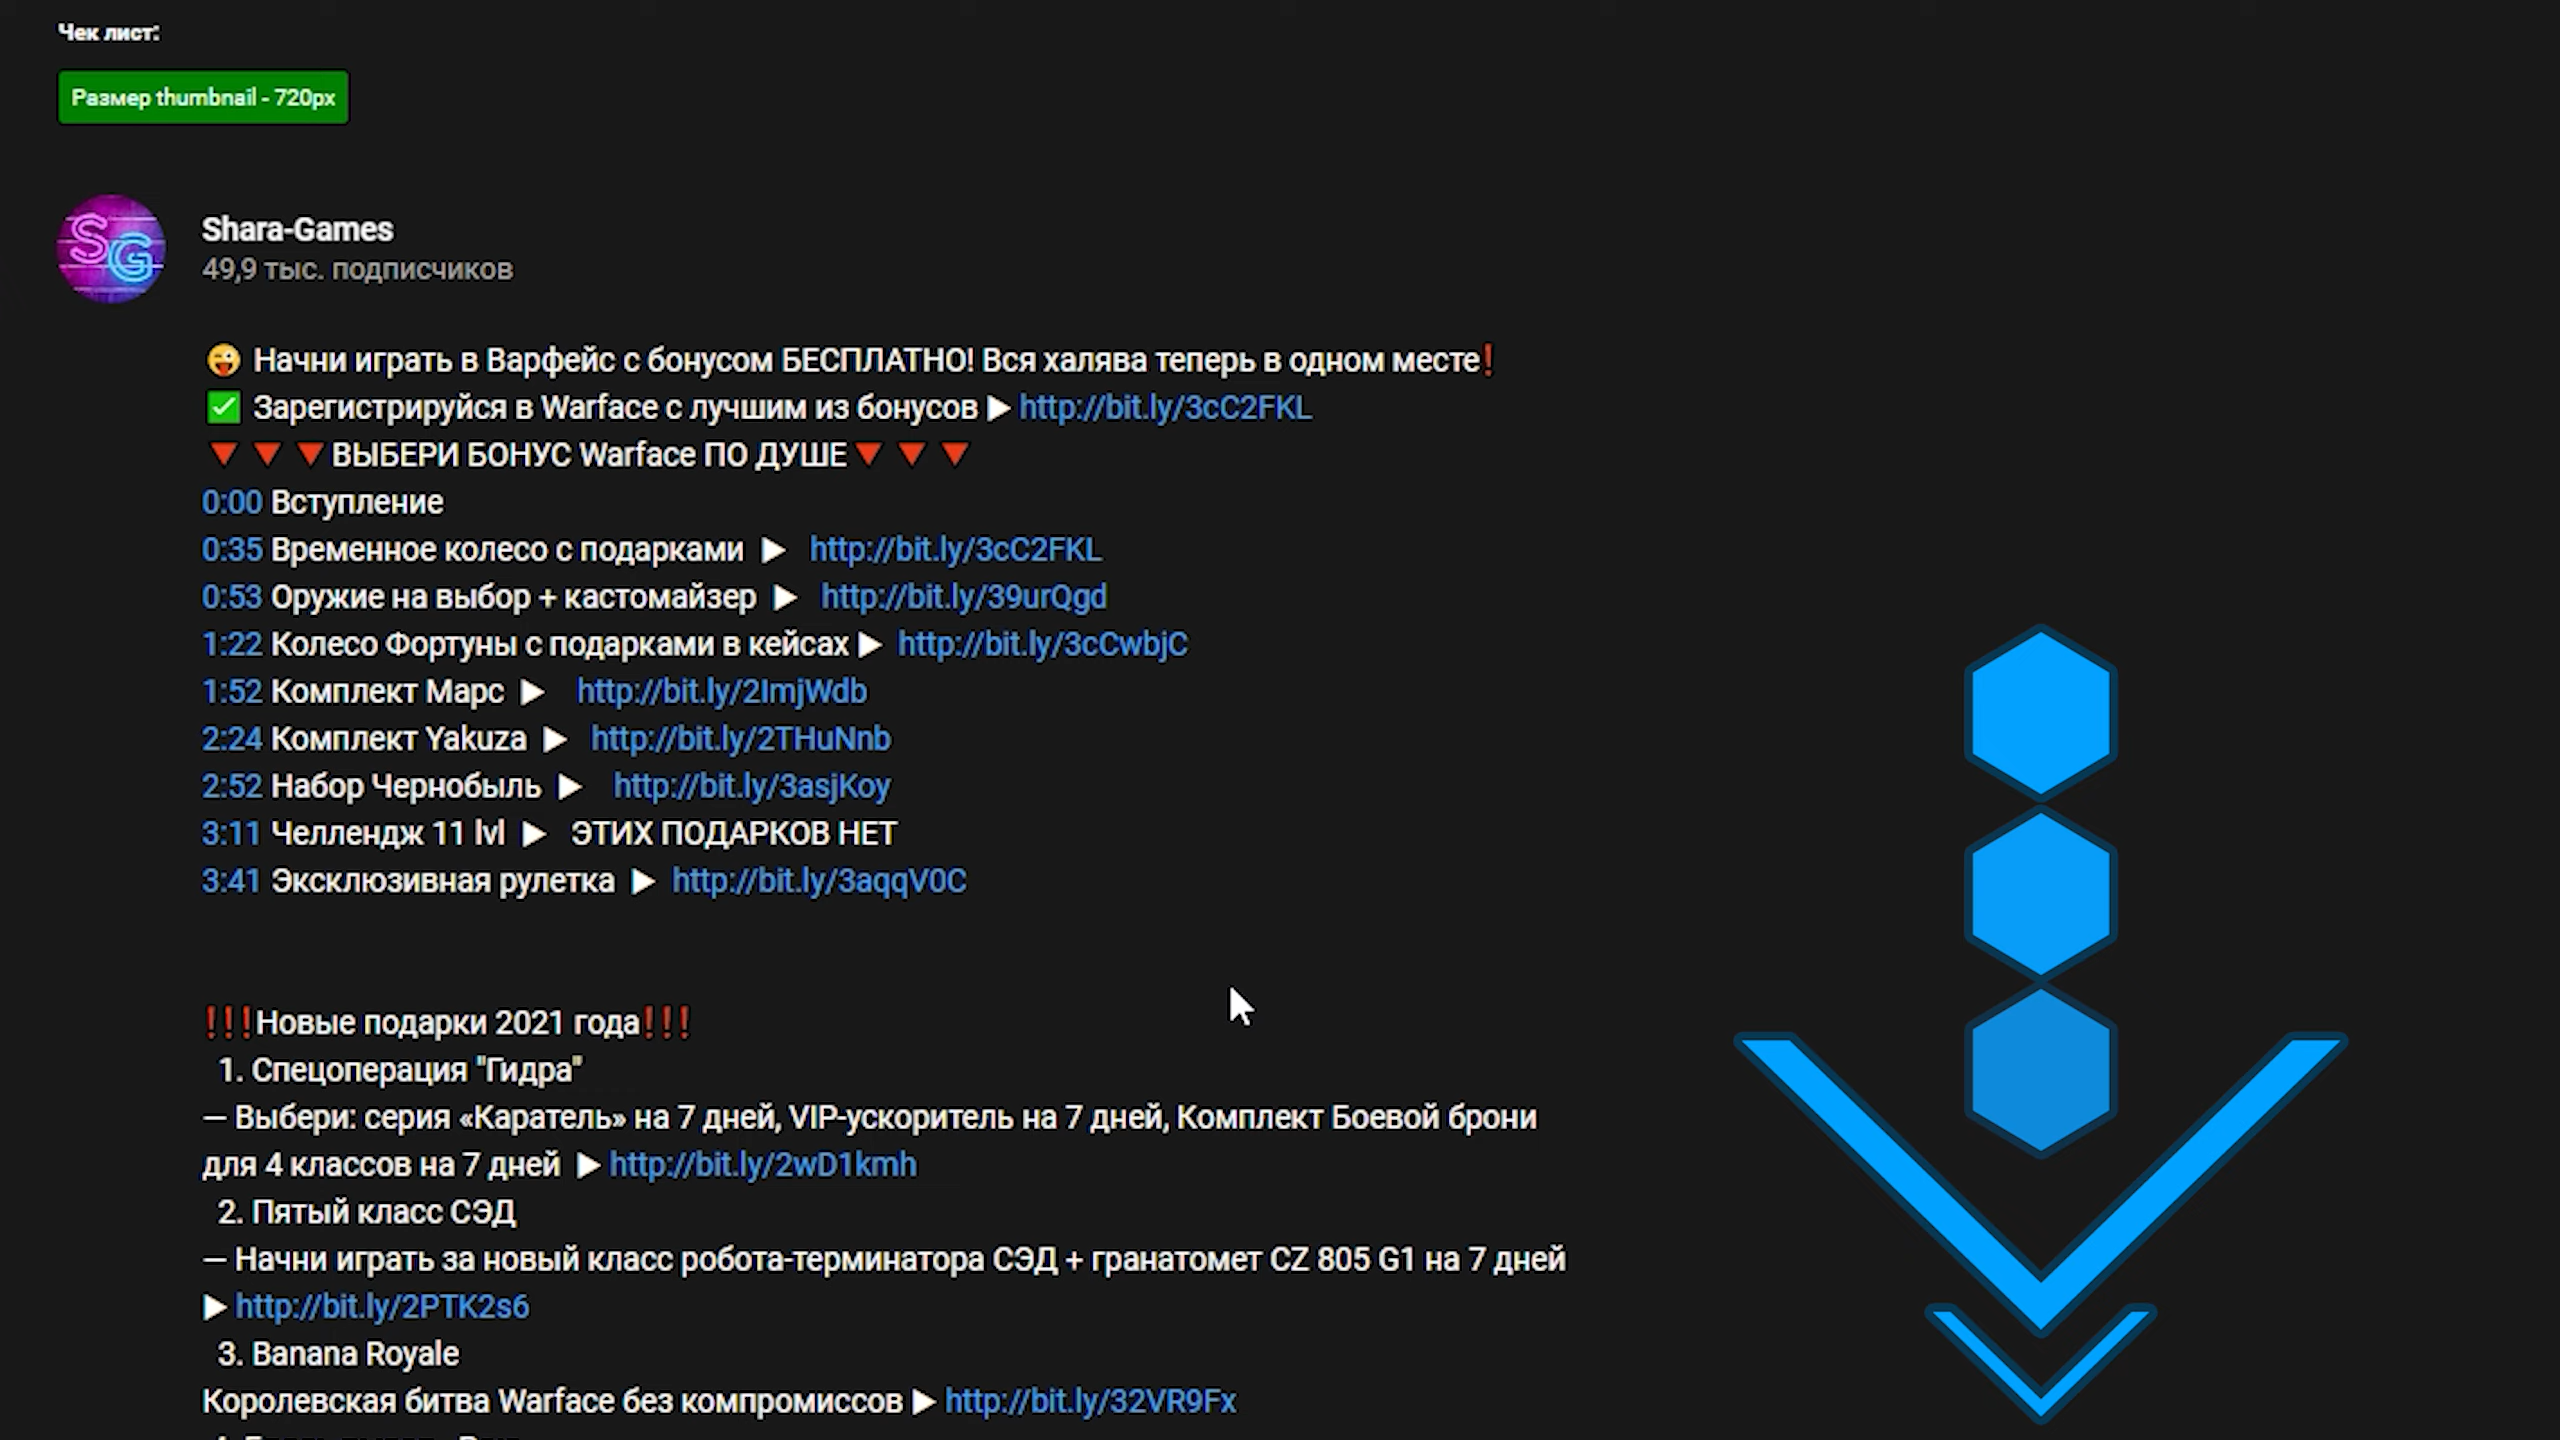 Чек лист:
Размер thumbnail - 720px
SG
Shara-Games
49,9 тыс. подписчиков
😜 Начни играть в Варфейс с бонусом БЕСПЛАТНО! Вся халява теперь в одном месте❗
✅ Зарегистрируйся в Warface с лучшим из бонусов ► http://bit.ly/3cC2FKL
🔻 🔻 🔻ВЫБЕРИ БОНУС Warface ПО ДУШЕ🔻 🔻 🔻
0:00 Вступление
0:35 Временное колесо с подарками ► http://bit.ly/3cC2FKL
0:53 Оружие на выбор + кастомайзер ► http://bit.ly/39urQgd
1:22 Колесо Фортуны с подарками в кейсах ► http://bit.ly/3cCwbjC
1:52 Комплект Марс ► http://bit.ly/2ImjWdb
2:24 Комплект Yakuza ► http://bit.ly/2THuNnb
2:52 Набор Чернобыль ► http://bit.ly/3asjKoy
3:11 Челлендж 11 lvl ► ЭТИХ ПОДАРКОВ НЕТ
3:41 Эксклюзивная рулетка ► http://bit.ly/3aqqV0C
❗❗❗Новые подарки 2021 года❗❗❗
1. Спецоперация "Гидра"
— Выбери: серия «Каратель» на 7 дней, VIP-ускоритель на 7 дней, Комплект Боевой брони
для 4 классов на 7 дней ► http://bit.ly/2wD1kmh
2. Пятый класс СЭД
— Начни играть за новый класс робота-терминатора СЭД + гранатомет CZ 805 G1 на 7 дней
► http://bit.ly/2PTK2s6
3. Banana Royale
Королевская битва Warface без компромиссов ► http://bit.ly/32VR9Fx